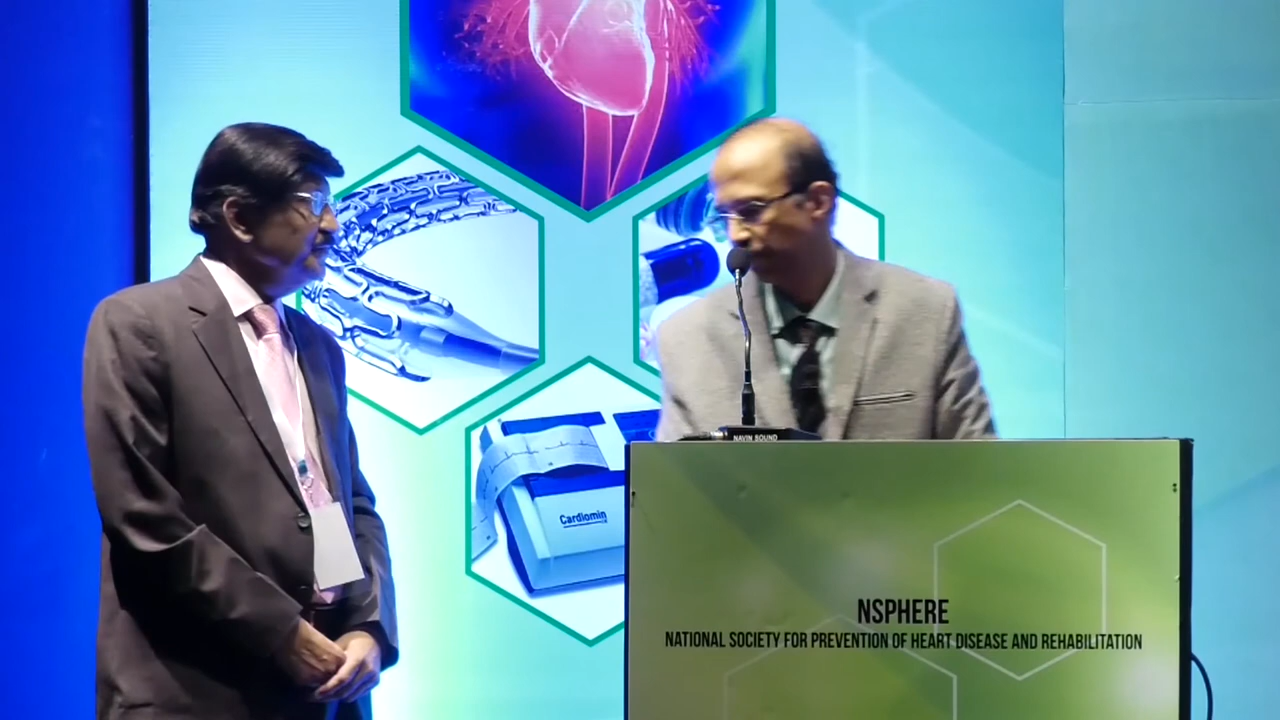 Cardiomin
NAVIN SOUND
NSPHERE
NATIONAL SOCIETY FOR PREVENTION OF HEART DISEASE AND REHABILITATION